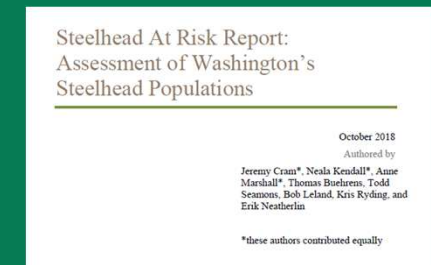 Steelhead At Risk Report:
Assessment of Washington's
Steelhead Populations
October 2018
Authored by
Jeremy Cram*, Neala Kendall*, Anne
Marshall*, Thomas Buehrens, Todd
Seamons, Bob Leland, Kris Ryding, and
Erik Neatherlin
*these authors contributed equally